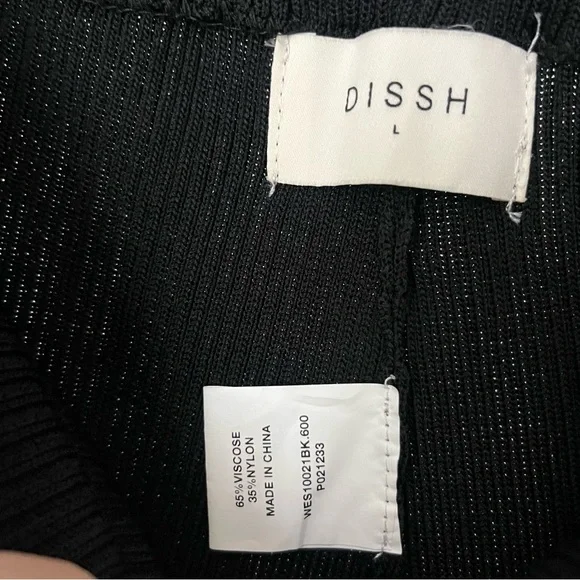 DISSH
L
65%VISCOSE
35%NYLON
MADE IN CHINA
WES10021BK.600
P021233